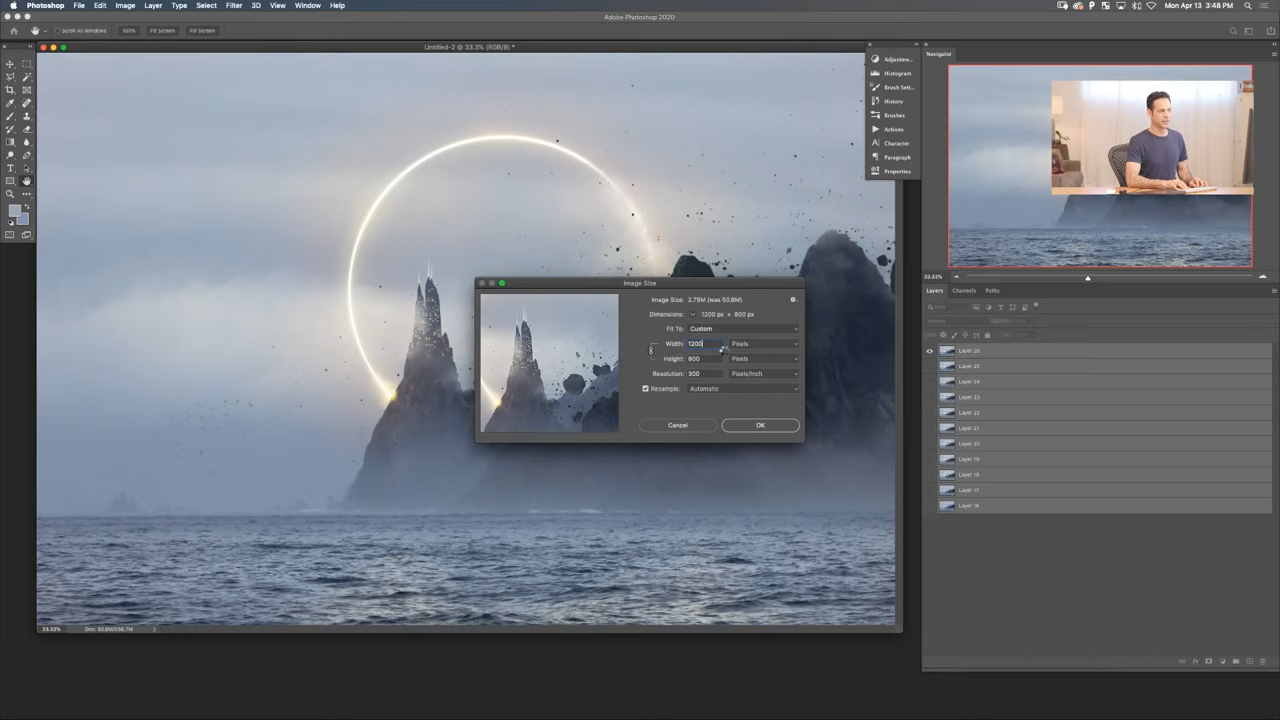 Photoshop File Edit Image Layer Type Select Filter 3D View Window Help
Mon Apr 13 3:48 PM
Adobe Photoshop 2020
Scroll All Windows 100% Fit Screen Fill Screen
Untitled-2 @ 33.3% (RGB/8) *
Adjustme...
Histogram
Brush Sett...
History
Brushes
Actions
Character
Paragraph
Properties
Navigator
33.33%
Layers Channels Paths
Layer 26
Layer 25
Layer 24
Layer 23
Layer 22
Layer 21
Layer 20
Layer 19
Layer 18
Layer 17
Layer 16
Image Size
Image Size: 2.75M (was 50.6M)
Dimensions: 1200 px × 800 px
Fit To: Custom
Width: 1200 Pixels
Height: 800 Pixels
Resolution: 300 Pixels/Inch
Resample: Automatic
Cancel OK
33.33%